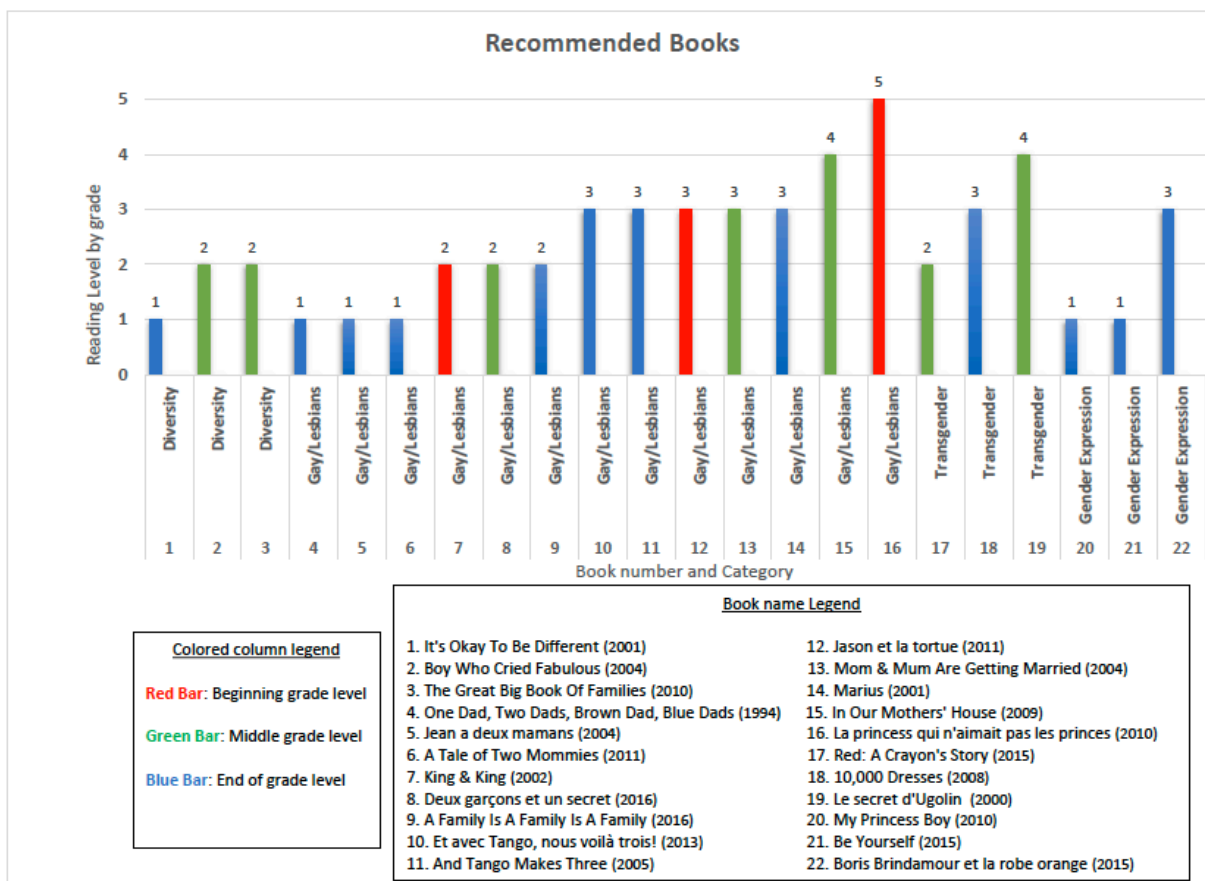 Recommended Books
Reading Level by grade
5
4
3
2
1
0
1
2
2
1
1
1
2
2
2
3
3
3
3
3
4
5
2
3
4
1
1
3
Diversity
Diversity
Diversity
Gay/Lesbians
Gay/Lesbians
Gay/Lesbians
Gay/Lesbians
Gay/Lesbians
Gay/Lesbians
Gay/Lesbians
Gay/Lesbians
Gay/Lesbians
Gay/Lesbians
Gay/Lesbians
Gay/Lesbians
Gay/Lesbians
Transgender
Transgender
Transgender
Gender Expression
Gender Expression
Gender Expression
1 2 3 4 5 6 7 8 9 10 11 12 13 14 15 16 17 18 19 20 21 22
Book number and Category
Colored column legend
Red Bar: Beginning grade level
Green Bar: Middle grade level
Blue Bar: End of grade level
Book name Legend
1. It's Okay To Be Different (2001)
2. Boy Who Cried Fabulous (2004)
3. The Great Big Book Of Families (2010)
4. One Dad, Two Dads, Brown Dad, Blue Dads (1994)
5. Jean a deux mamans (2004)
6. A Tale of Two Mommies (2011)
7. King & King (2002)
8. Deux garçons et un secret (2016)
9. A Family Is A Family Is A Family (2016)
10. Et avec Tango, nous voilà trois! (2013)
11. And Tango Makes Three (2005)
12. Jason et la tortue (2011)
13. Mom & Mum Are Getting Married (2004)
14. Marius (2001)
15. In Our Mothers' House (2009)
16. La princess qui n'aimait pas les princes (2010)
17. Red: A Crayon's Story (2015)
18. 10,000 Dresses (2008)
19. Le secret d'Ugolin (2000)
20. My Princess Boy (2010)
21. Be Yourself (2015)
22. Boris Brindamour et la robe orange (2015)